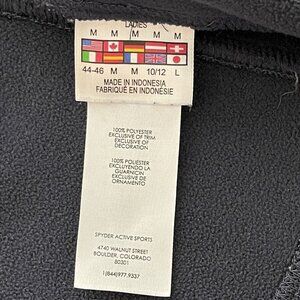 LADIES
M M M M M
44-46 M M 10/12 L
MADE IN INDONESIA
FABRIQUÉ EN INDONÉSIE
100% POLYESTER
EXCLUSIVE OF TRIM
EXCLUSIVE OF
DECORATION
100% POLIÉSTER
EXCLUYENDO LA
GUARNICIN
EXCLUSIVE DE
ORNAMENTO
SPYDER ACTIVE SPORTS
4740 WALNUT STREET
BOULDER, COLORADO
80301
1(844)977.9337